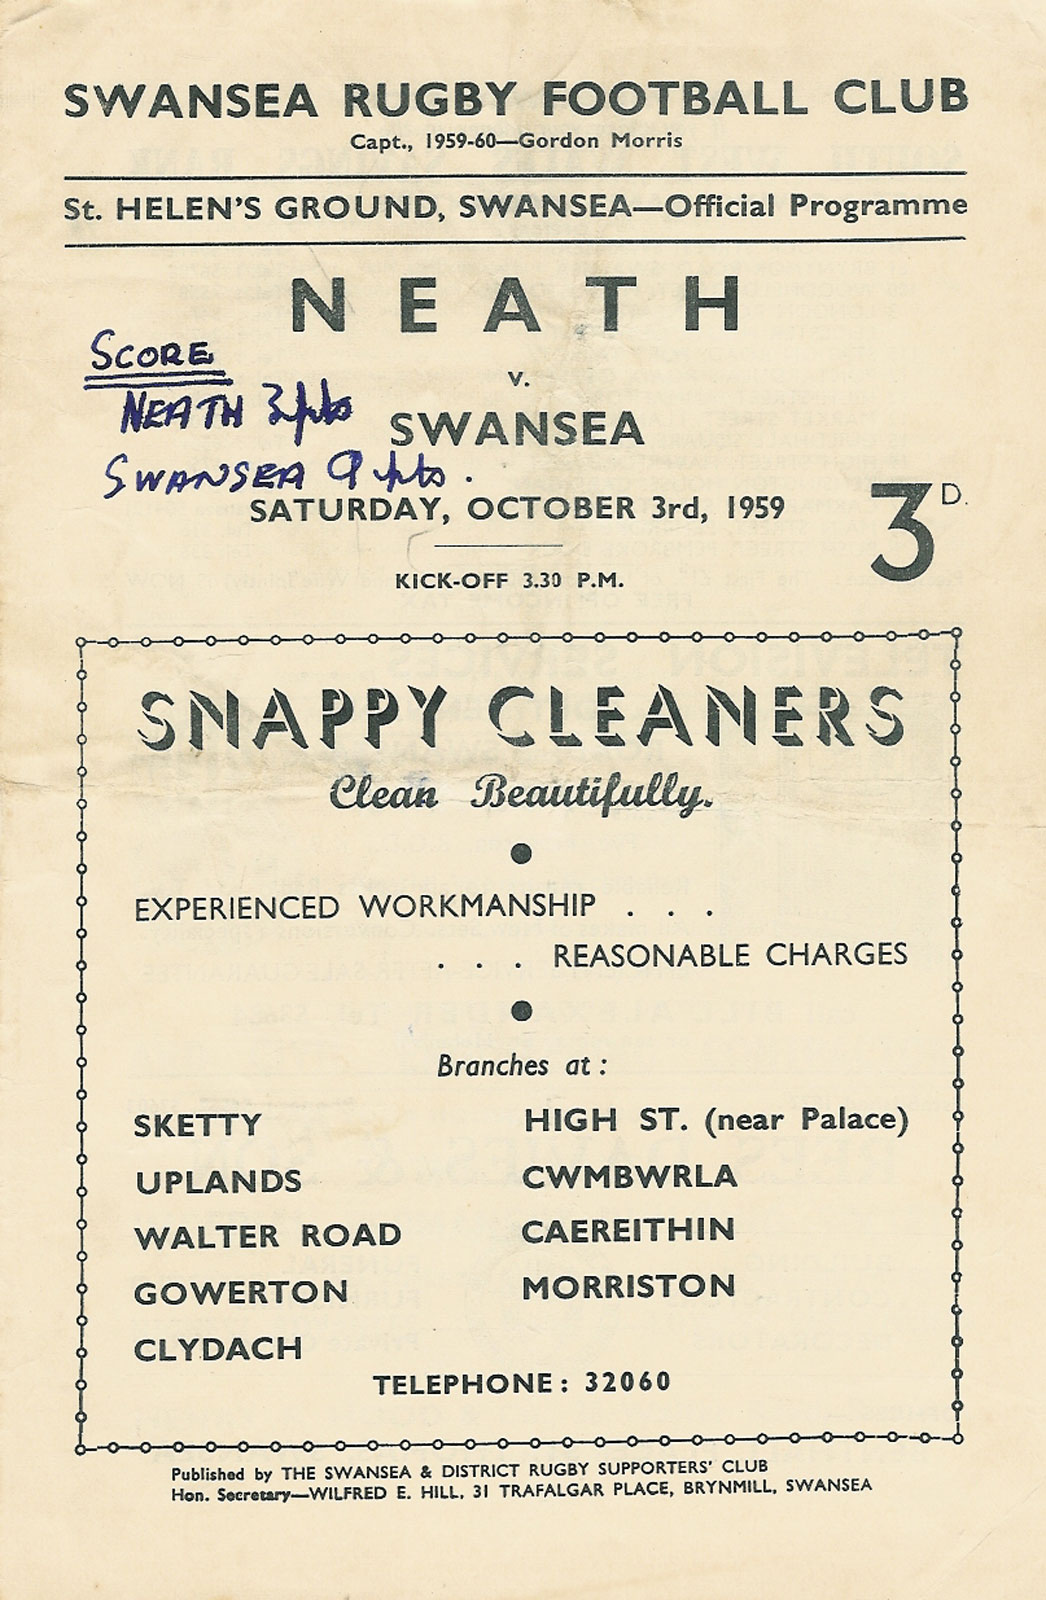 SWANSEA RUGBY FOOTBALL CLUB
Capt., 1959-60—Gordon Morris
St. HELEN'S GROUND, SWANSEA—Official Programme
NEATH
v.
SWANSEA
SCORE
NEATH 3 pts
SWANSEA 9 pts.
SATURDAY, OCTOBER 3rd, 1959
3D.
KICK-OFF 3.30 P.M.
SNAPPY CLEANERS
Clean Beautifully.
EXPERIENCED WORKMANSHIP . . .
. . . REASONABLE CHARGES
Branches at :
SKETTY HIGH ST. (near Palace)
UPLANDS CWMBWRLA
WALTER ROAD CAEREITHIN
GOWERTON MORRISTON
CLYDACH
TELEPHONE : 32060
Published by THE SWANSEA & DISTRICT RUGBY SUPPORTERS' CLUB
Hon. Secretary—WILFRED E. HILL, 31 TRAFALGAR PLACE, BRYNMILL, SWANSEA